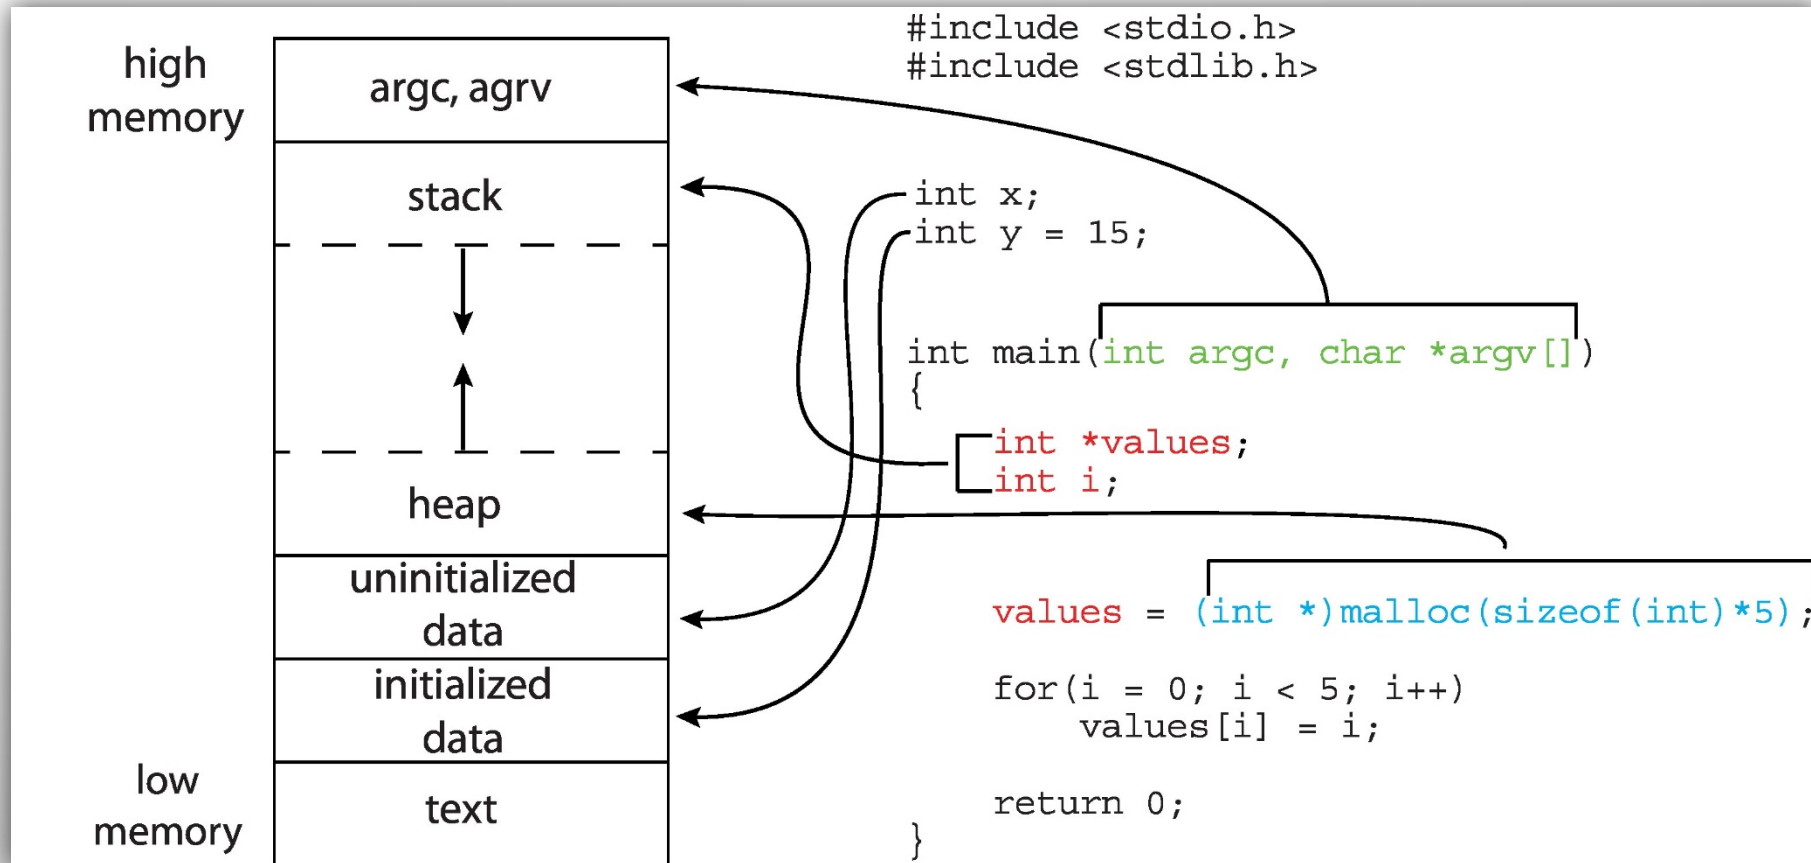 high
memory
argc, agrv
stack
heap
uninitialized
data
initialized
data
low
memory
text
#include <stdio.h>
#include <stdlib.h>
int x;
int y = 15;
int main(int argc, char *argv[])
{
int *values;
int i;
values = (int *)malloc(sizeof(int)*5);
for(i = 0; i < 5; i++)
values[i] = i;
return 0;
}